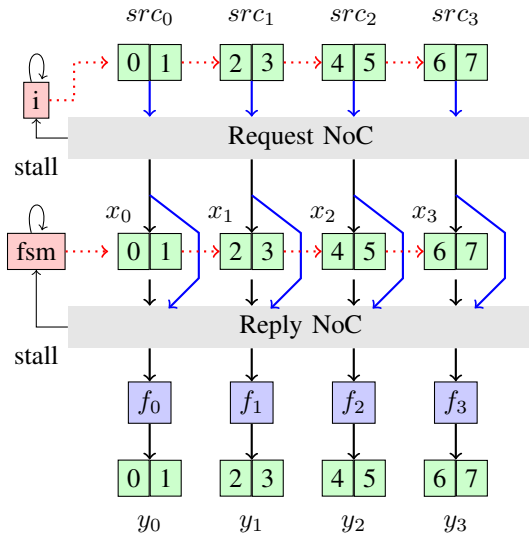 src₀ src₁ src₂ src₃
i 0 1 2 3 4 5 6 7
Request NoC
stall
x₀ x₁ x₂ x₃
fsm 0 1 2 3 4 5 6 7
Reply NoC
stall
f₀ f₁ f₂ f₃
0 1 2 3 4 5 6 7
y₀ y₁ y₂ y₃